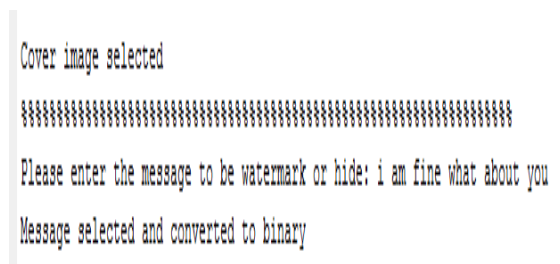 Cover image selected
%%%%%%%%%%%%%%%%%%%%%%%%%%%%%%%%%%%%%%%%%%%%%%%%%%%%%%%%%%%%%%%%%%%%%%
Please enter the message to be watermark or hide: i am fine what about you
Message selected and converted to binary